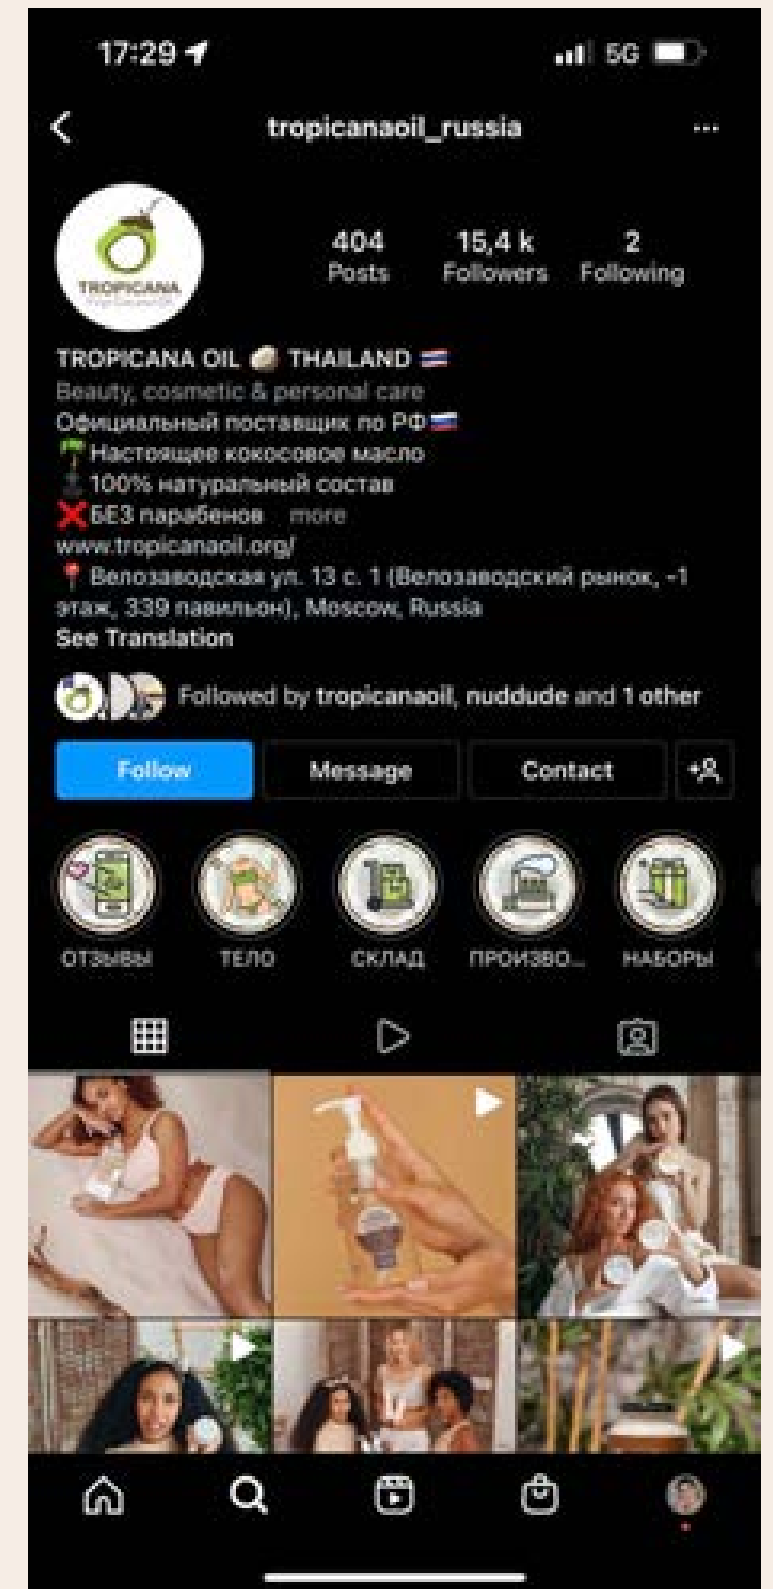 17:29
5G
tropicanaoil_russia
404
Posts
15,4 k
Followers
2
Following
TROPICANA
TROPICANA OIL THAILAND
Beauty, cosmetic & personal care
Официальный поставщик по РФ
Настоящее кокосовое масло
100% натуральный состав
БЕЗ парабенов more
www.tropicanaoil.org/
Велозаводская ул. 13 с. 1 (Велозаводский рынок, -1
этаж, 339 павильон), Moscow, Russia
See Translation
Followed by tropicanaoil, nuddude and 1 other
Follow
Message
Contact
ОТЗЫВЫ
ТЕЛО
СКЛАД
ПРОИЗВО...
НАБОРЫ